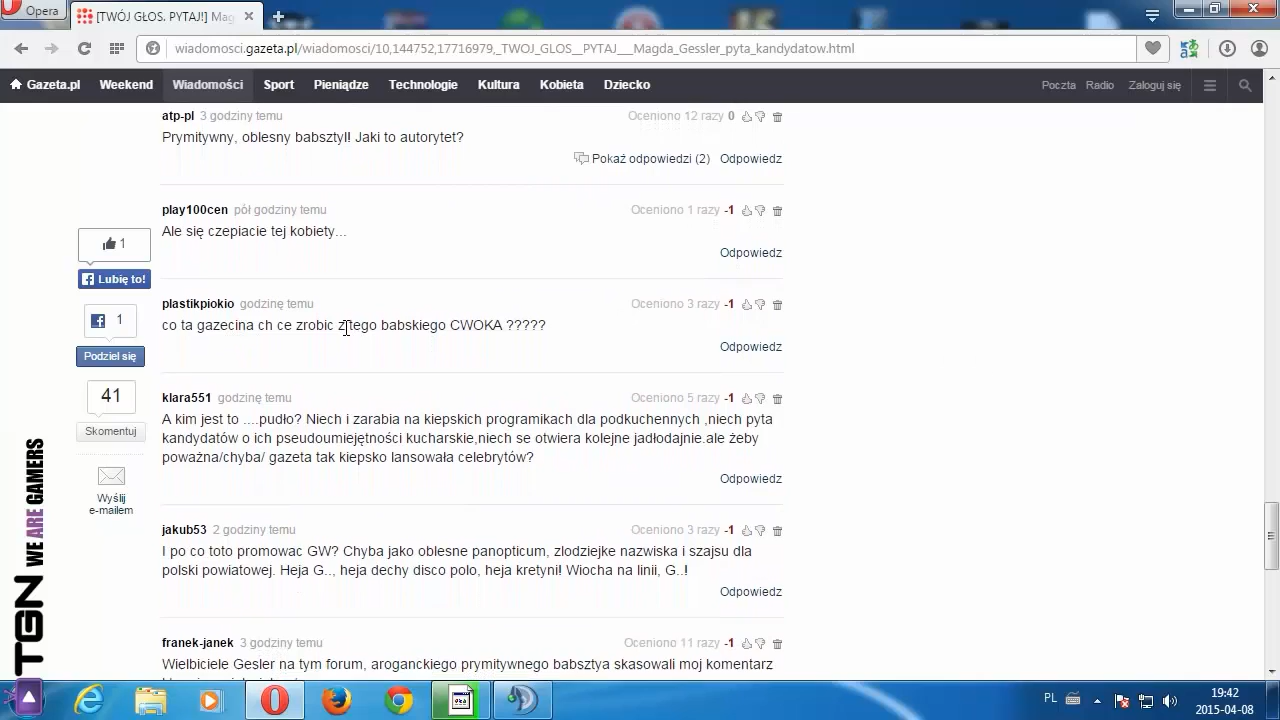 Opera
[TWÓJ GŁOS. PYTAJ!] Mag
wiadomosci.gazeta.pl/wiadomosci/10,144752,17716979,_TWOJ_GLOS__PYTAJ___Magda_Gessler_pyta_kandydatow.html
Gazeta.pl Weekend Wiadomości Sport Pieniądze Technologie Kultura Kobieta Dziecko Poczta Radio Zaloguj się
atp-pl 3 godziny temu Oceniono 12 razy 0
Prymitywny, oblesny babsztyl! Jaki to autorytet?
Pokaż odpowiedzi (2) Odpowiedz
play100cen pół godziny temu Oceniono 1 razy -1
Ale się czepiacie tej kobiety...
Odpowiedz
plastikpiokio godzinę temu Oceniono 3 razy -1
co ta gazecina ch ce zrobic z tego babskiego CWOKA ?????
Odpowiedz
klara551 godzinę temu Oceniono 5 razy -1
A kim jest to ....pudło? Niech i zarabia na kiepskich programikach dla podkuchennych ,niech pyta
kandydatów o ich pseudoumiejętności kucharskie,niech se otwiera kolejne jadłodajnie.ale żeby
poważna/chyba/ gazeta tak kiepsko lansowała celebrytów?
Odpowiedz
jakub53 2 godziny temu Oceniono 3 razy -1
I po co toto promowac GW? Chyba jako oblesne panopticum, zlodziejke nazwiska i szajsu dla
polski powiatowej. Heja G.., heja dechy disco polo, heja kretyni! Wiocha na linii, G..!
Odpowiedz
franek-janek 3 godziny temu Oceniono 11 razy -1
Wielbiciele Gesler na tym forum, aroganckiego prymitywnego babsztya skasowali moj komentarz
1
Lubię to!
1
Podziel się
41
Skomentuj
Wyślij
e-mailem
TGN WE ARE GAMERS
PL
19:42
2015-04-08